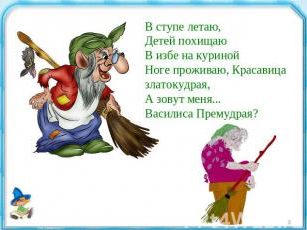 В ступе летаю,
Детей похищаю
В избе на куриной
Ноге проживаю, Красавица
златокудрая,
А зовут меня...
Василиса Премудрая?